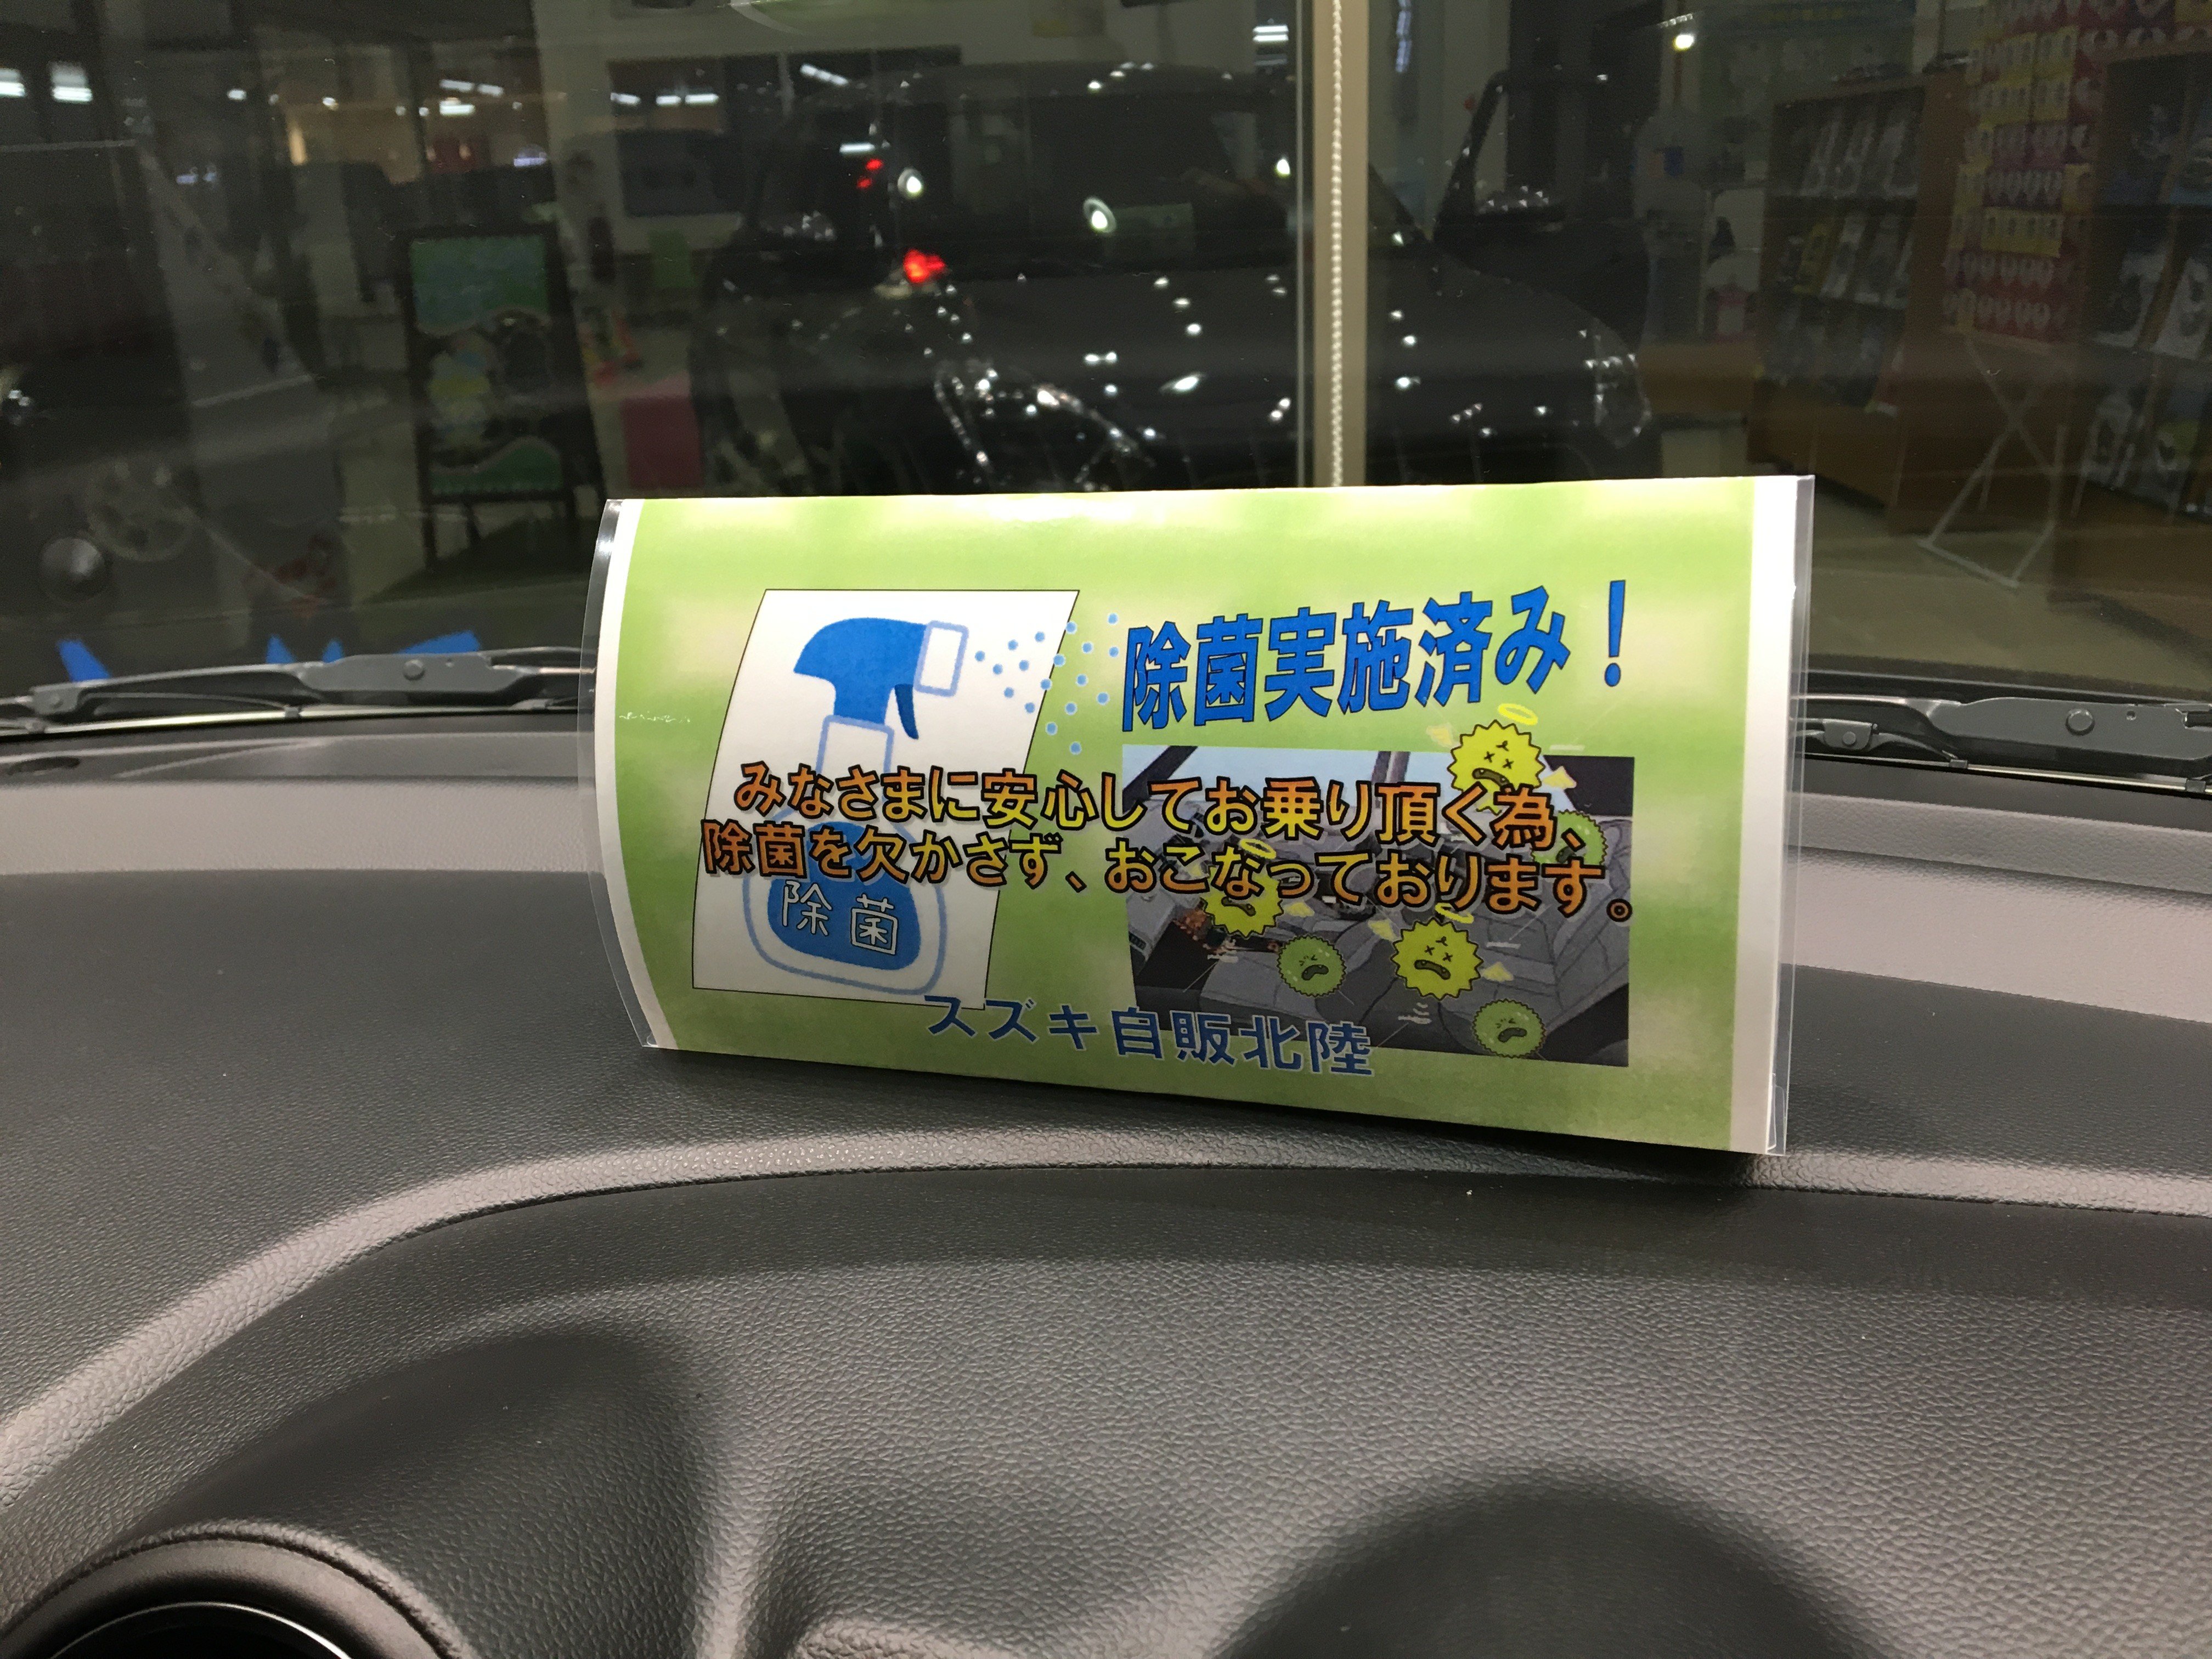 除菌実施済み！
みなさまに安心してお乗り頂く為、
除菌を欠かさず、おこなっております。
除菌
スズキ自販北陸